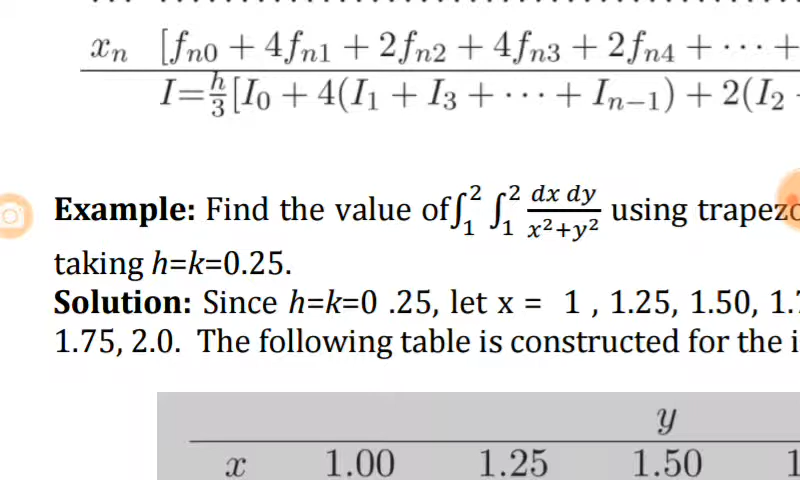 xₙ [fₙ₀ + 4fₙ₁ + 2fₙ₂ + 4fₙ₃ + 2fₙ₄ + ··· +
I=h/3[I₀ + 4(I₁ + I₃ + ··· + Iₙ₋₁) + 2(I₂
Example: Find the value of∫₁² ∫₁² dx dy/x²+y² using
taking h=k=0.25.
Solution: Since h=k=0 .25, let x = 1 , 1.25, 1.50,
1.75, 2.0. The following table is constructed for the
y
x 1.00 1.25 1.50